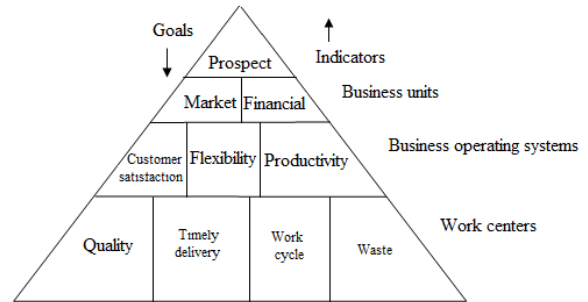 Goals
Indicators
Prospect
Business units
Market Financial
Business operating systems
Customer
satisfaction
Flexibility
Productivity
Work centers
Quality
Timely
delivery
Work
cycle
Waste